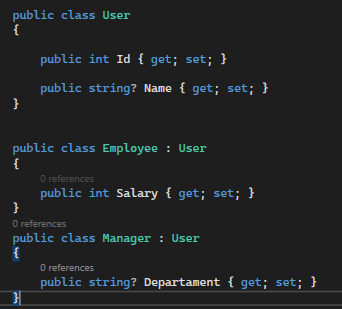 public class User
{
public int Id { get; set; }
public string? Name { get; set; }
}
public class Employee : User
{
0 references
public int Salary { get; set; }
}
0 references
public class Manager : User
{
0 references
public string? Departament { get; set; }
}